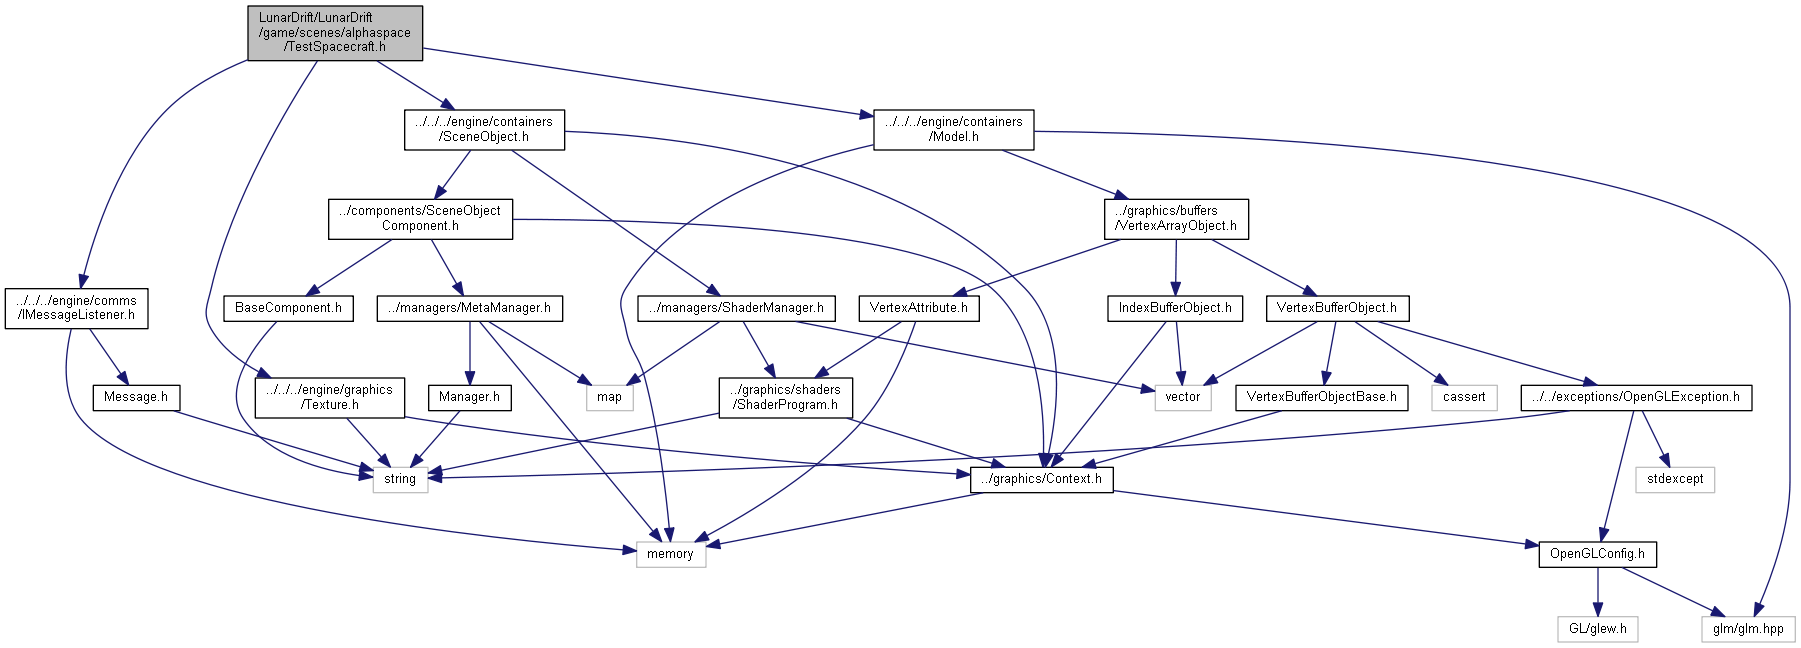 LunarDrift/LunarDrift
/game/scenes/alphaspace
/TestSpacecraft.h
../../../engine/containers
/SceneObject.h
../../../engine/containers
/Model.h
../components/SceneObject
Component.h
../graphics/buffers
/VertexArrayObject.h
../../../engine/comms
/IMessageListener.h
BaseComponent.h
../managers/MetaManager.h
../managers/ShaderManager.h
VertexAttribute.h
IndexBufferObject.h
VertexBufferObject.h
Message.h
../../../engine/graphics
/Texture.h
Manager.h
map
../graphics/shaders
/ShaderProgram.h
vector
VertexBufferObjectBase.h
cassert
../../exceptions/OpenGLException.h
string
../graphics/Context.h
stdexcept
memory
OpenGLConfig.h
GL/glew.h
glm/glm.hpp